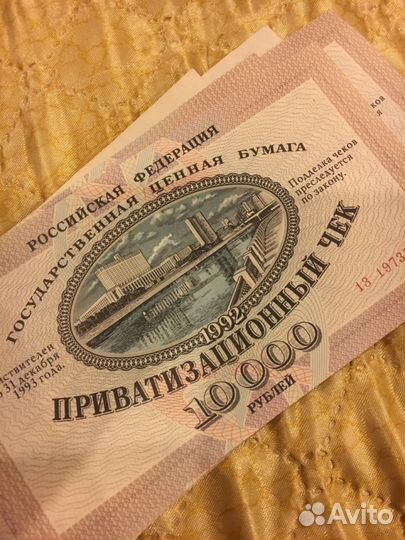 РОССИЙСКАЯ ФЕДЕРАЦИЯ
ГОСУДАРСТВЕННАЯ ЦЕННАЯ БУМАГА
Подделка чеков
преследуется
по закону.
1992
31 декабря
1993 года.
ПРИВАТИЗАЦИОННЫЙ ЧЕК
10000
РУБЛЕЙ
Avito